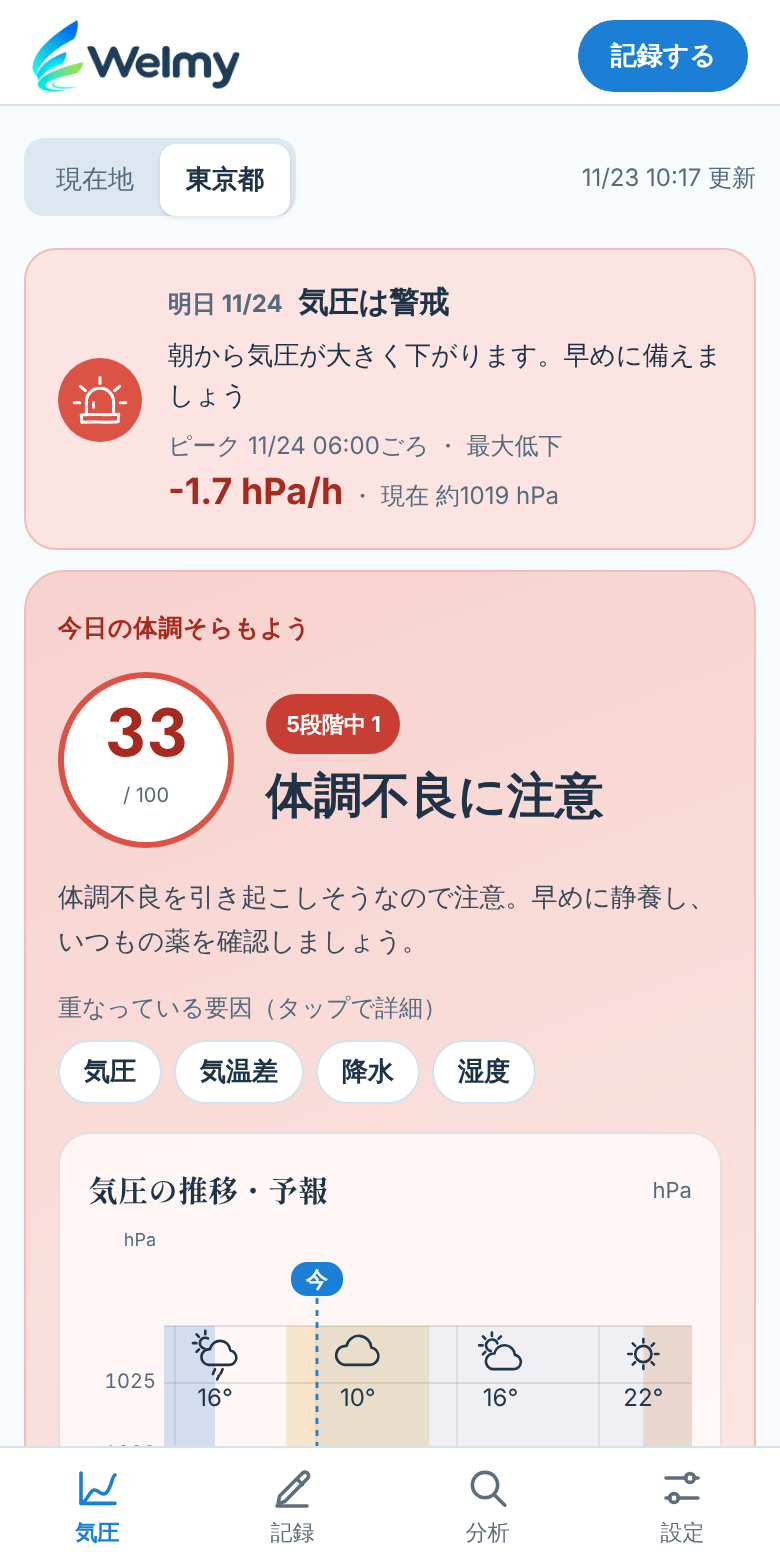 Welmy
記録する
現在地
東京都
11/23 10:17 更新
明日 11/24 気圧は警戒
朝から気圧が大きく下がります。早めに備えま
しょう
ピーク 11/24 06:00ごろ ・ 最大低下
-1.7 hPa/h ・ 現在 約1019 hPa
今日の体調そらもよう
33
/ 100
5段階中 1
体調不良に注意
体調不良を引き起こしそうなので注意。早めに静養し、
いつもの薬を確認しましょう。
重なっている要因（タップで詳細）
気圧
気温差
降水
湿度
気圧の推移・予報
hPa
hPa
今
1025
16°
10°
16°
22°
気圧
記録
分析
設定